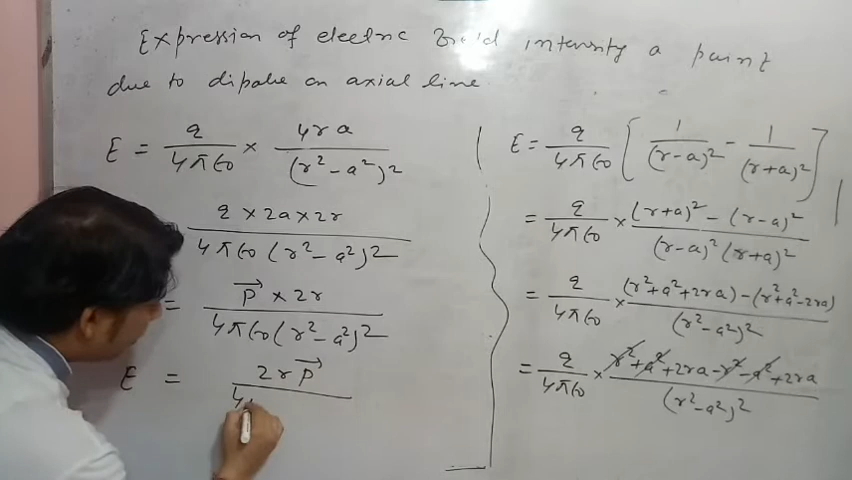 Expression of electric field intensity a point
due to dipole on axial line.
E = q/4π∈0 × 4ra/(r² – a²)²
q × 2a × 2r / 4π∈0 (r² – a²)²
= P⃗ × 2r / 4π∈0 (r² – a²)²
E = 2r P⃗ / 4
E = q/4π∈0 [ 1/(r–a)² – 1/(r+a)² ]
= q/4π∈0 × (r+a)² – (r–a)² / (r–a)² (r+a)²
= q/4π∈0 × (r²+a²+2ra) – (r²+a²–2ra) / (r²–a²)²
= q/4π∈0 × r²+a²+2ra–r²–a²+2ra / (r²–a²)²